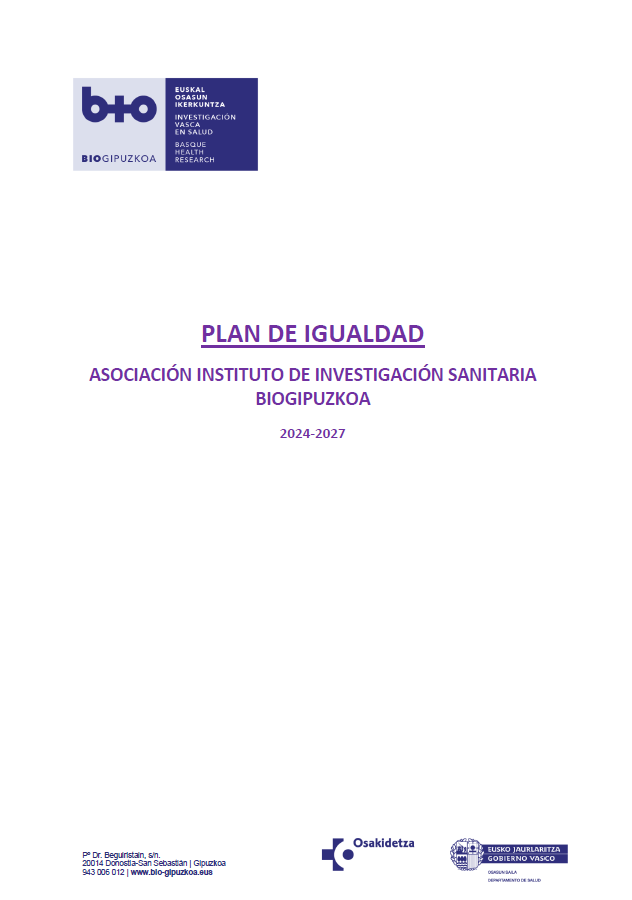 bio
BIOGIPUZKOA
EUSKAL
OSASUN
IKERKUNTZA
INVESTIGACIÓN
VASCA
EN SALUD
BASQUE
HEALTH
RESEARCH
PLAN DE IGUALDAD
ASOCIACIÓN INSTITUTO DE INVESTIGACIÓN SANITARIA
BIOGIPUZKOA
2024-2027
Pº Dr. Beguiristain, s/n.
20014 Donostia-San Sebastián | Gipuzkoa
943 006 012 | www.bio-gipuzkoa.eus
Osakidetza
EUSKO JAURLARITZA
GOBIERNO VASCO
OSASUN SAILA
DEPARTAMENTO DE SALUD